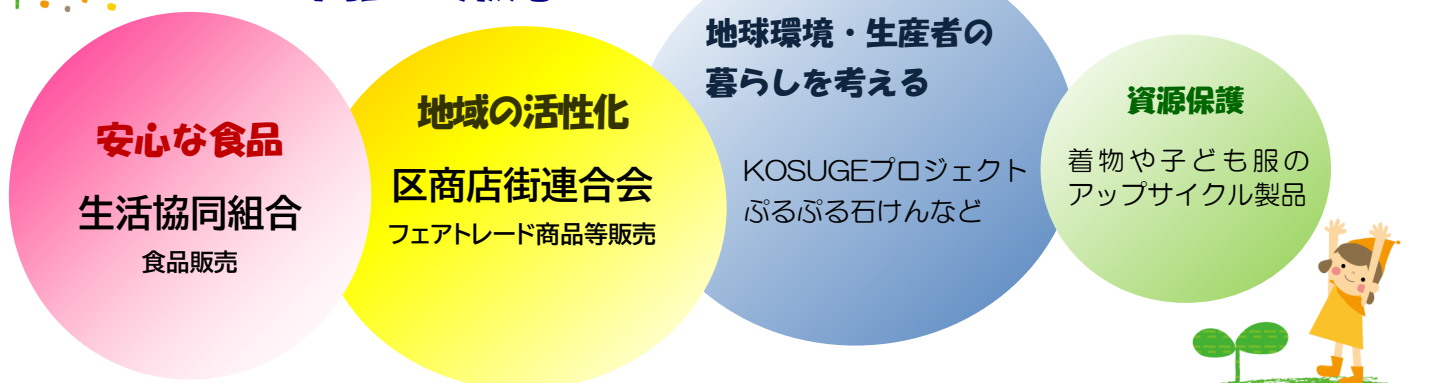 安心な食品
生活協同組合
食品販売
地域の活性化
区商店街連合会
フェアトレード商品等販売
地球環境・生産者の
暮らしを考える
KOSUGEプロジェクト
ぷるぷる石けんなど
資源保護
着物や子ども服の
アップサイクル製品